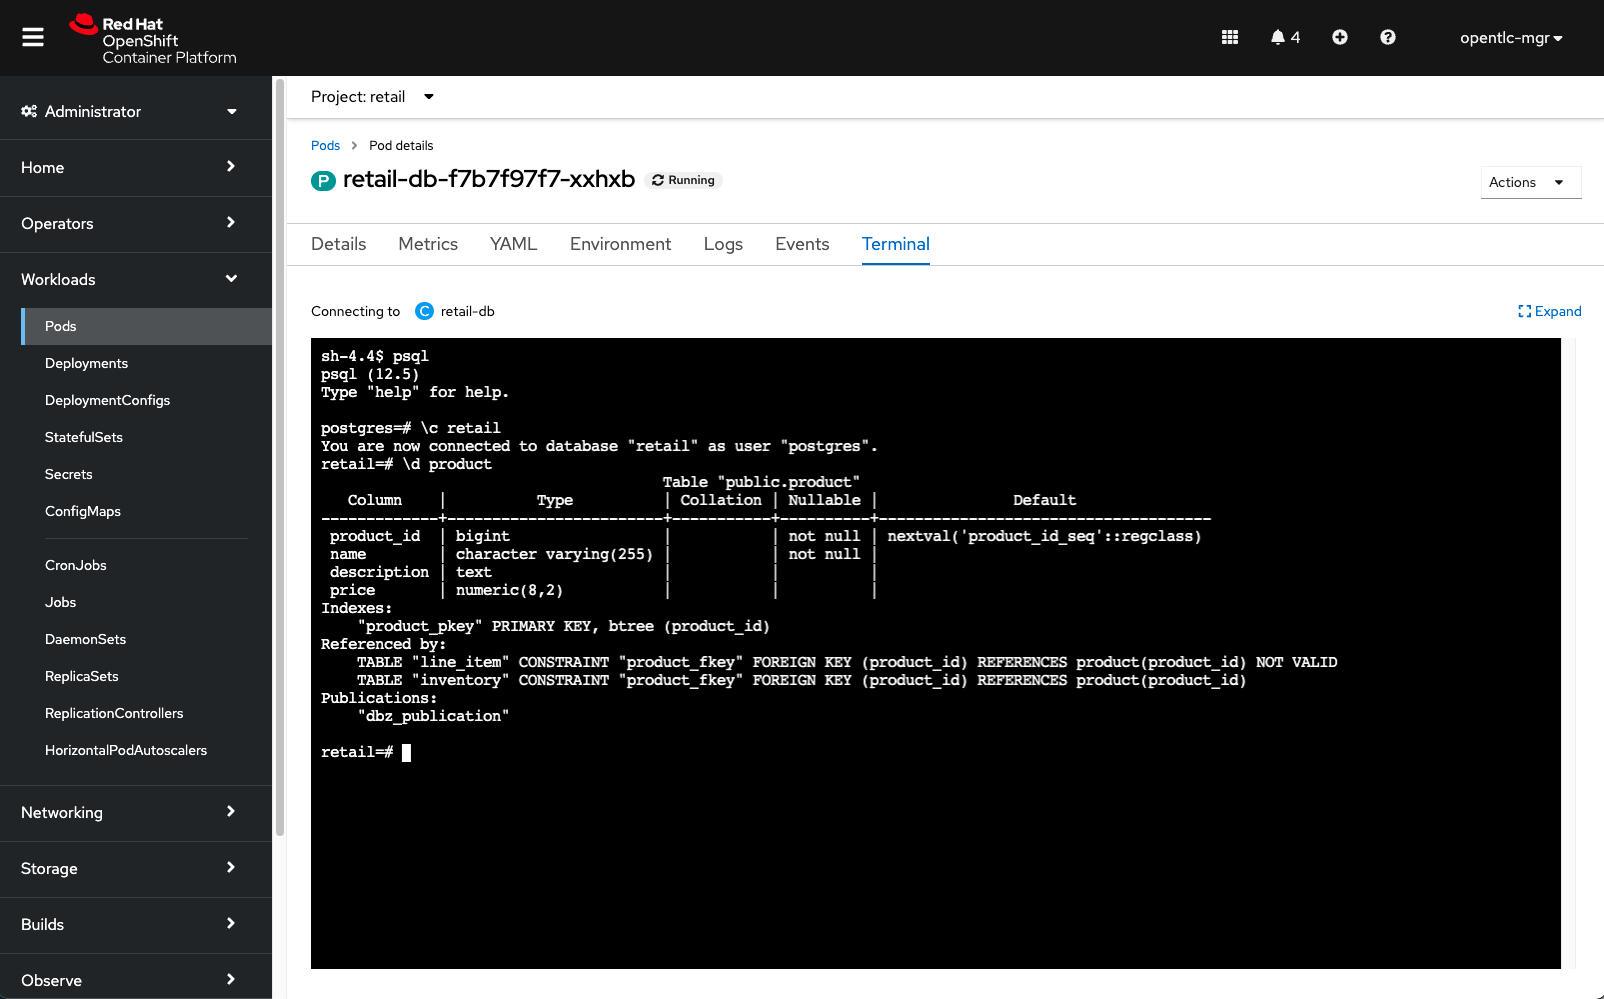 Red Hat
OpenShift
Container Platform
4
opentlc-mgr
Administrator
Home
Operators
Workloads
Pods
Deployments
DeploymentConfigs
StatefulSets
Secrets
ConfigMaps
CronJobs
Jobs
DaemonSets
ReplicaSets
ReplicationControllers
HorizontalPodAutoscalers
Networking
Storage
Builds
Observe
Project: retail
Pods > Pod details
P retail-db-f7b7f97f7-xxhxb Running
Actions
Details Metrics YAML Environment Logs Events Terminal
Connecting to C retail-db
Expand
sh-4.4$ psql
psql (12.5)
Type "help" for help.
postgres=# \c retail
You are now connected to database "retail" as user "postgres".
retail=# \d product
                                      Table "public.product"
   Column    |          Type          | Collation | Nullable |               Default
-------------+------------------------+-----------+----------+-------------------------------------
 product_id  | bigint                 |           | not null | nextval('product_id_seq'::regclass)
 name        | character varying(255) |           | not null |
 description | text                   |           |          |
 price       | numeric(8,2)           |           |          |
Indexes:
    "product_pkey" PRIMARY KEY, btree (product_id)
Referenced by:
    TABLE "line_item" CONSTRAINT "product_fkey" FOREIGN KEY (product_id) REFERENCES product(product_id) NOT VALID
    TABLE "inventory" CONSTRAINT "product_fkey" FOREIGN KEY (product_id) REFERENCES product(product_id)
Publications:
    "dbz_publication"
retail=#